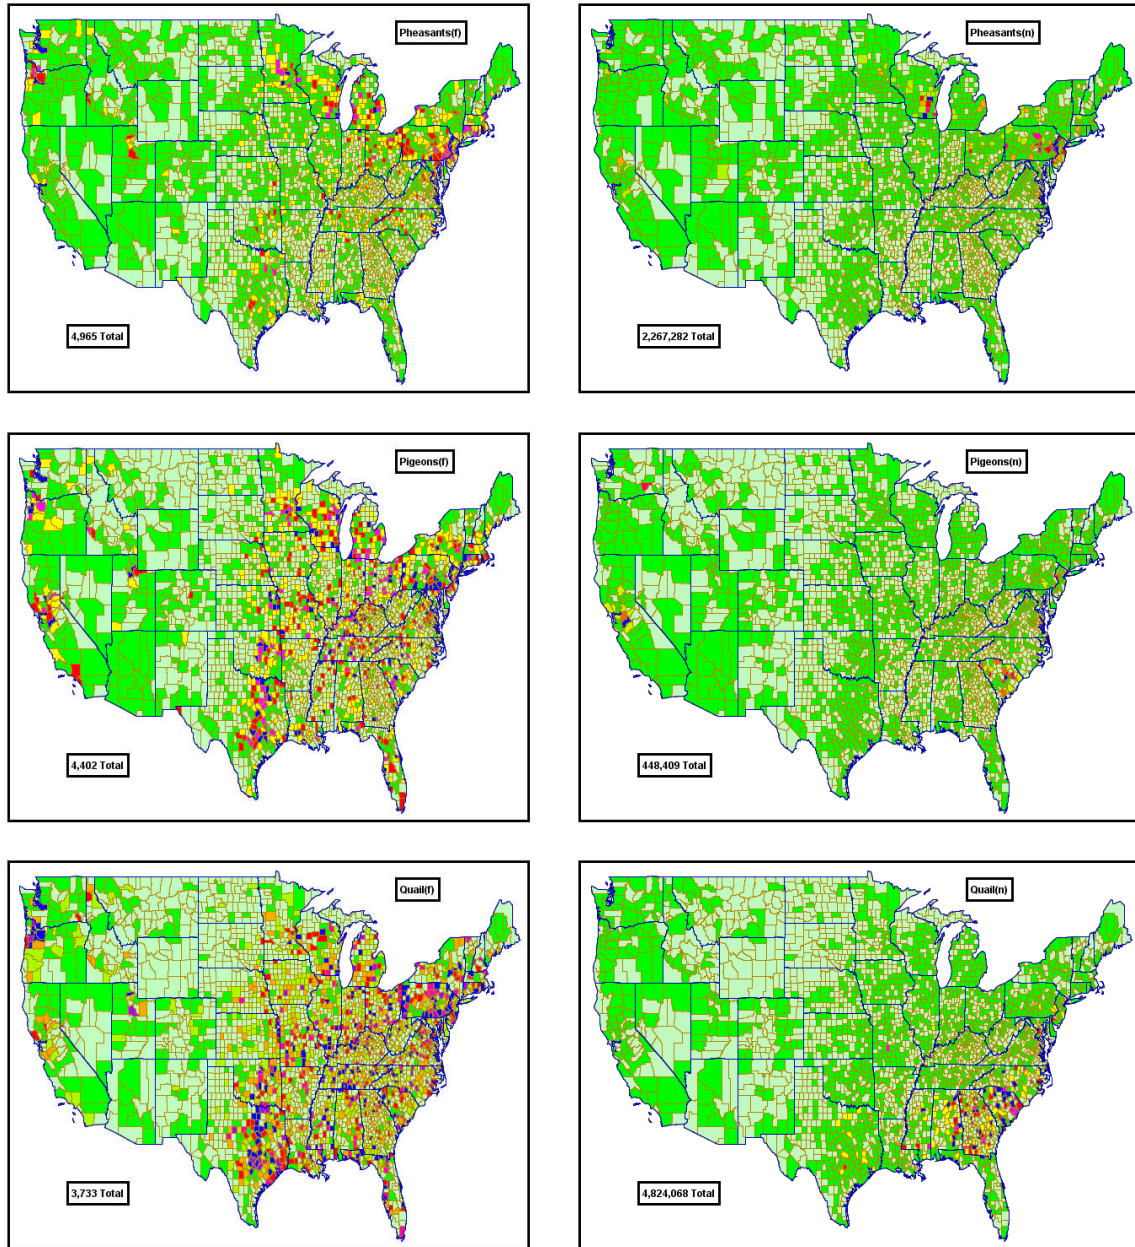 Pheasants(f)
4,965 Total
Pheasants(n)
2,267,282 Total
Pigeons(f)
4,402 Total
Pigeons(n)
448,409 Total
Quail(f)
3,733 Total
Quail(n)
4,824,068 Total